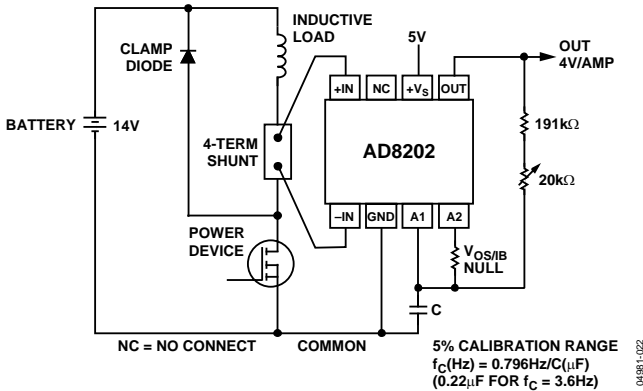 INDUCTIVE
LOAD
CLAMP
DIODE
5V
OUT
4V/AMP
+IN
NC
+VS
OUT
BATTERY
14V
4-TERM
SHUNT
AD8202
191kΩ
20kΩ
–IN
GND
A1
A2
POWER
DEVICE
VOS/IB
NULL
C
NC = NO CONNECT
COMMON
5% CALIBRATION RANGE
fC(Hz) = 0.796Hz/C(µF)
(0.22µF FOR fC = 3.6Hz)
04981-022